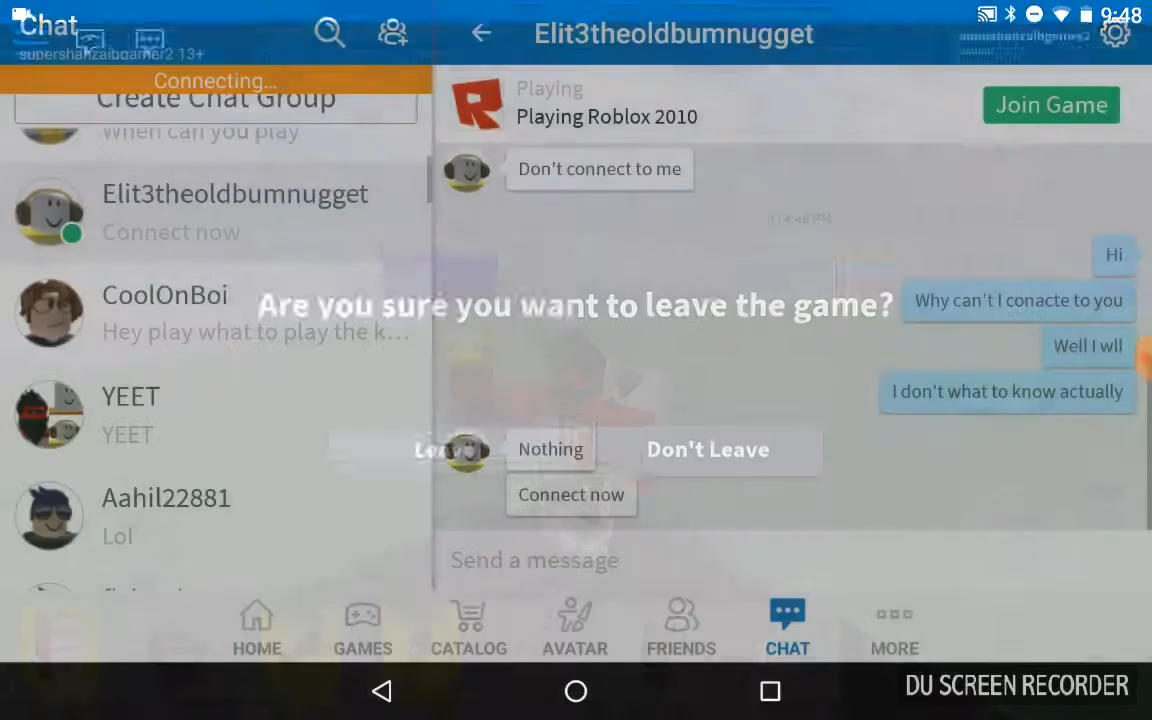 Chat
9:48
supershahzaibgamer2 13+
Elit3theoldbumnugget
Connecting...
Create Chat Group
When can you play
Elit3theoldbumnugget
Connect now
CoolOnBoi
Hey play what to play the k...
YEET
YEET
Aahil22881
Lol
Playing
Playing Roblox 2010
Join Game
Don't connect to me
Hi
Why can't I conacte to you
Well I wll
I don't what to know actually
Are you sure you want to leave the game?
Nothing
Don't Leave
Connect now
Send a message
HOME GAMES CATALOG AVATAR FRIENDS CHAT MORE
DU SCREEN RECORDER